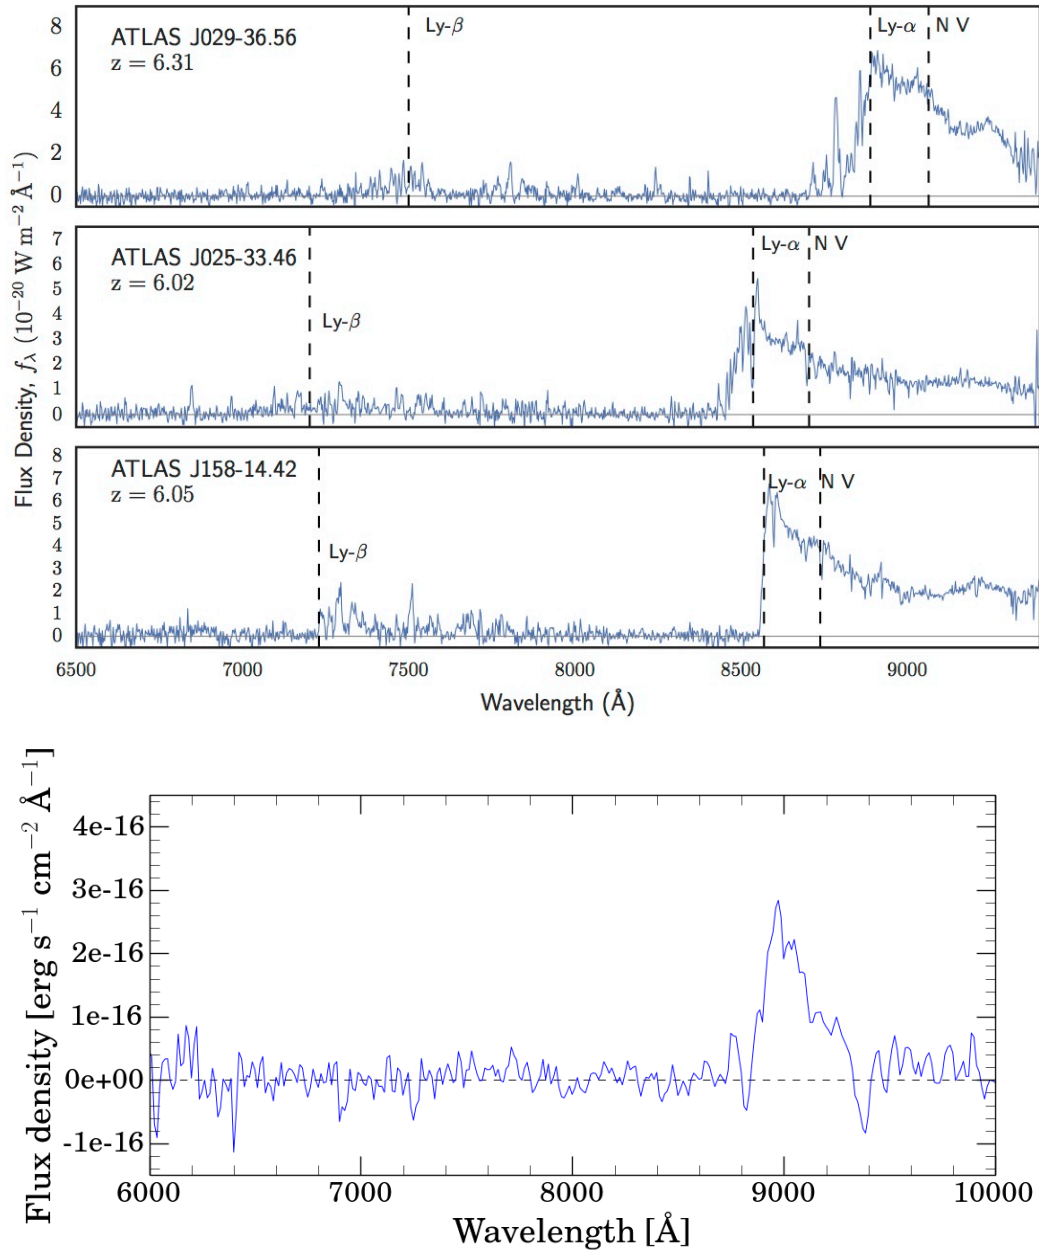 8
6
4
2
0
ATLAS J029-36.56
z = 6.31
Ly-β
Ly-α
N V
7
6
5
4
3
2
1
0
ATLAS J025-33.46
z = 6.02
Ly-β
Ly-α
N V
8
7
6
5
4
3
2
1
0
ATLAS J158-14.42
z = 6.05
Ly-β
Ly-α
N V
Flux Density, fλ (10⁻²⁰ W m⁻² Å⁻¹)
6500 7000 7500 8000 8500 9000
Wavelength (Å)
Flux density [erg s⁻¹ cm⁻² Å⁻¹]
4e-16
3e-16
2e-16
1e-16
0e+00
-1e-16
6000 7000 8000 9000 10000
Wavelength [Å]